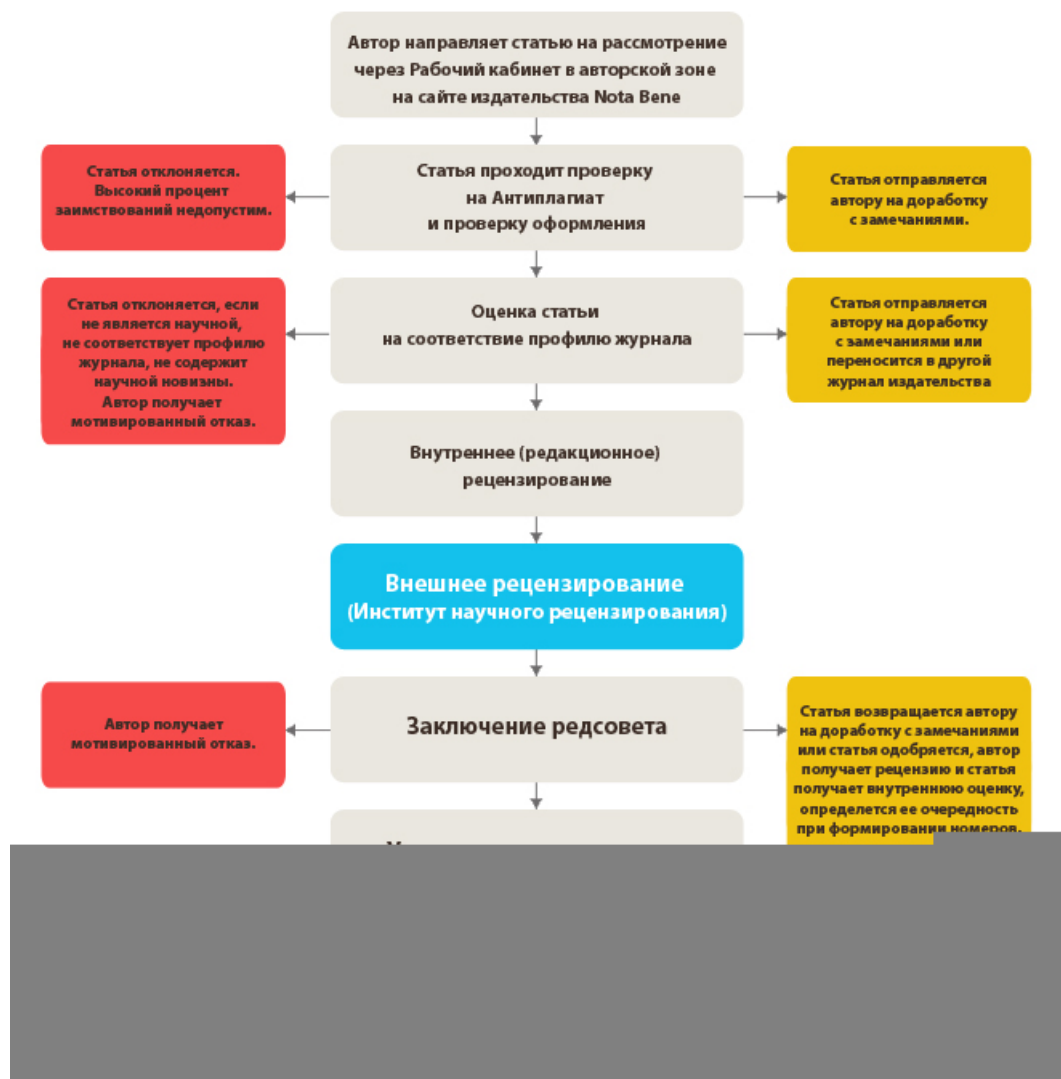 Автор направляет статью на рассмотрение
через Рабочий кабинет в авторской зоне
на сайте издательства Nota Bene
Статья отклоняется.
Высокий процент
заимствований недопустим.
Статья проходит проверку
на Антиплагиат
и проверку оформления
Статья отправляется
автору на доработку
с замечаниями.
Статья отклоняется, если
не является научной,
не соответствует профилю
журнала, не содержит
научной новизны.
Автор получает
мотивированный отказ.
Оценка статьи
на соответствие профилю журнала
Статья отправляется
автору на доработку
с замечаниями или
переносится в другой
журнал издательства
Внутреннее (редакционное)
рецензирование
Внешнее рецензирование
(Институт научного рецензирования)
Автор получает
мотивированный отказ.
Заключение редсовета
Статья возвращается автору
на доработку с замечаниями
или статья одобряется, автор
получает рецензию и статья
получает внутреннюю оценку,
определется ее очередность
при формировании номеров.